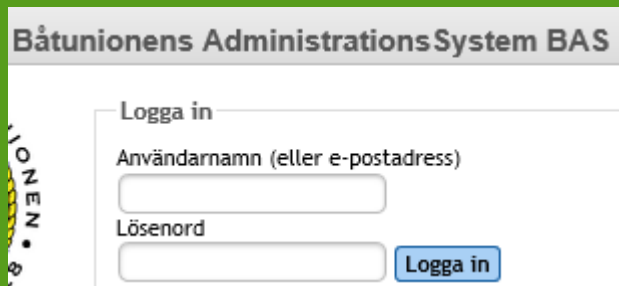 Båtunionens AdministrationsSystem BAS
Logga in
Användarnamn (eller e-postadress)
Lösenord
Logga in